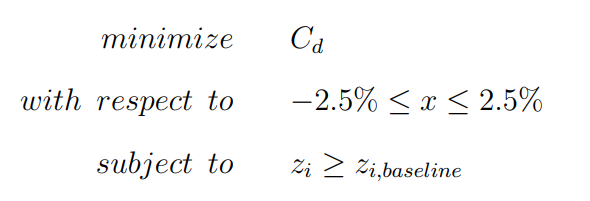 minimize C_d
with respect to −2.5% ≤ x ≤ 2.5%
subject to z_i ≥ z_{i,baseline}